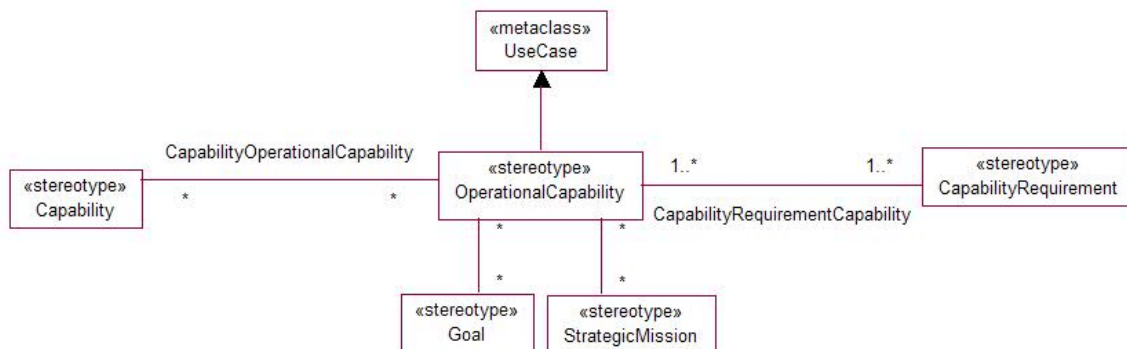 «metaclass»
UseCase
CapabilityOperationalCapability
«stereotype»
Capability
*
*
«stereotype»
OperationalCapability
1..*
1..*
CapabilityRequirementCapability
«stereotype»
CapabilityRequirement
*
*
*
*
«stereotype»
Goal
«stereotype»
StrategicMission